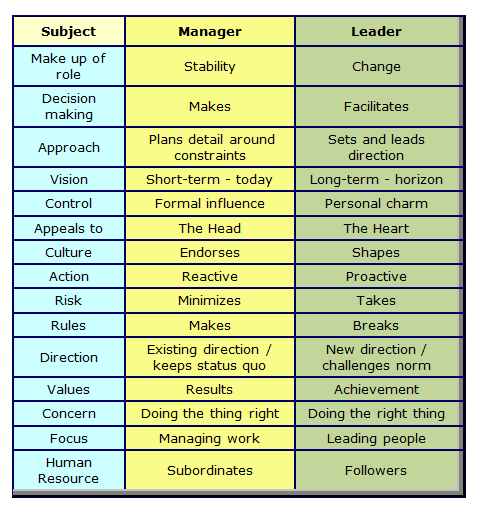 Subject Manager Leader
Make up of role Stability Change
Decision making Makes Facilitates
Approach Plans detail around constraints Sets and leads direction
Vision Short-term - today Long-term - horizon
Control Formal influence Personal charm
Appeals to The Head The Heart
Culture Endorses Shapes
Action Reactive Proactive
Risk Minimizes Takes
Rules Makes Breaks
Direction Existing direction / keeps status quo New direction / challenges norm
Values Results Achievement
Concern Doing the thing right Doing the right thing
Focus Managing work Leading people
Human Resource Subordinates Followers